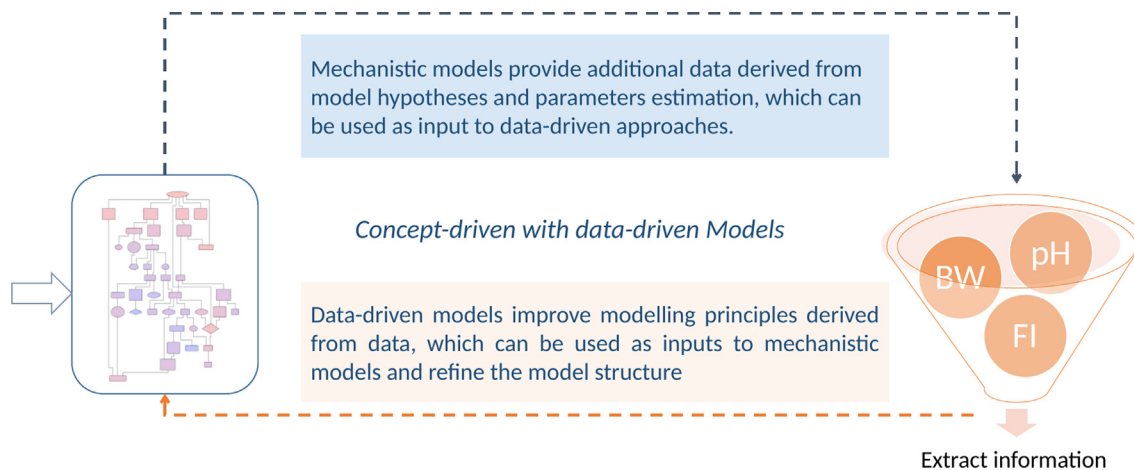 Mechanistic models provide additional data derived from
model hypotheses and parameters estimation, which can
be used as input to data-driven approaches.
Concept-driven with data-driven Models
BW
pH
FI
Data-driven models improve modelling principles derived
from data, which can be used as inputs to mechanistic
models and refine the model structure
Extract information